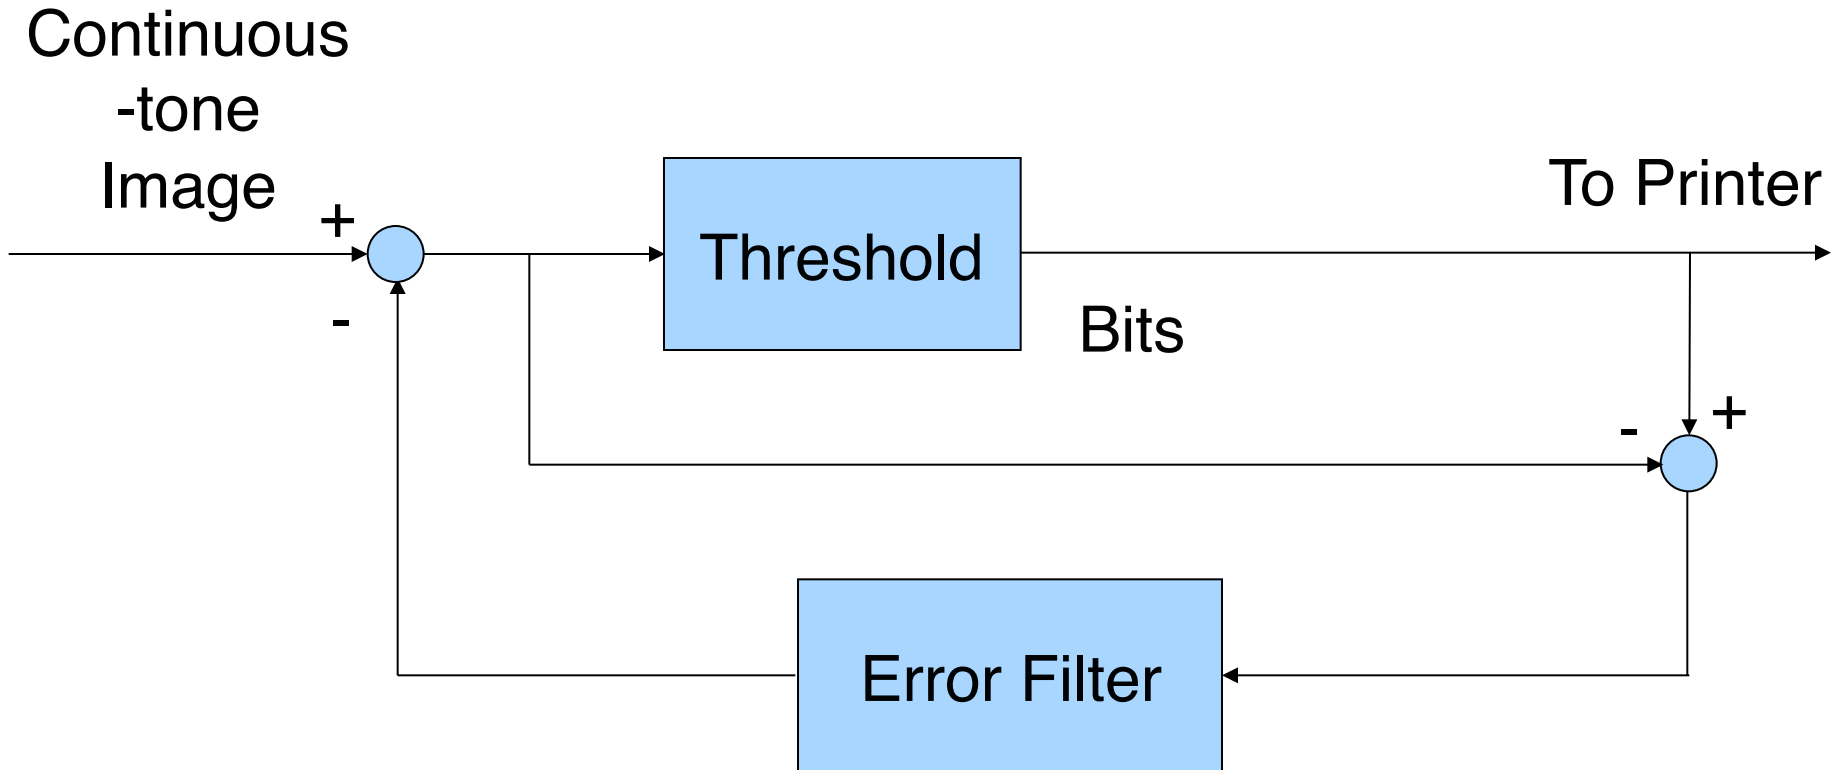 Continuous
-tone
Image
To Printer
+
Threshold
-
Bits
+
-
Error Filter